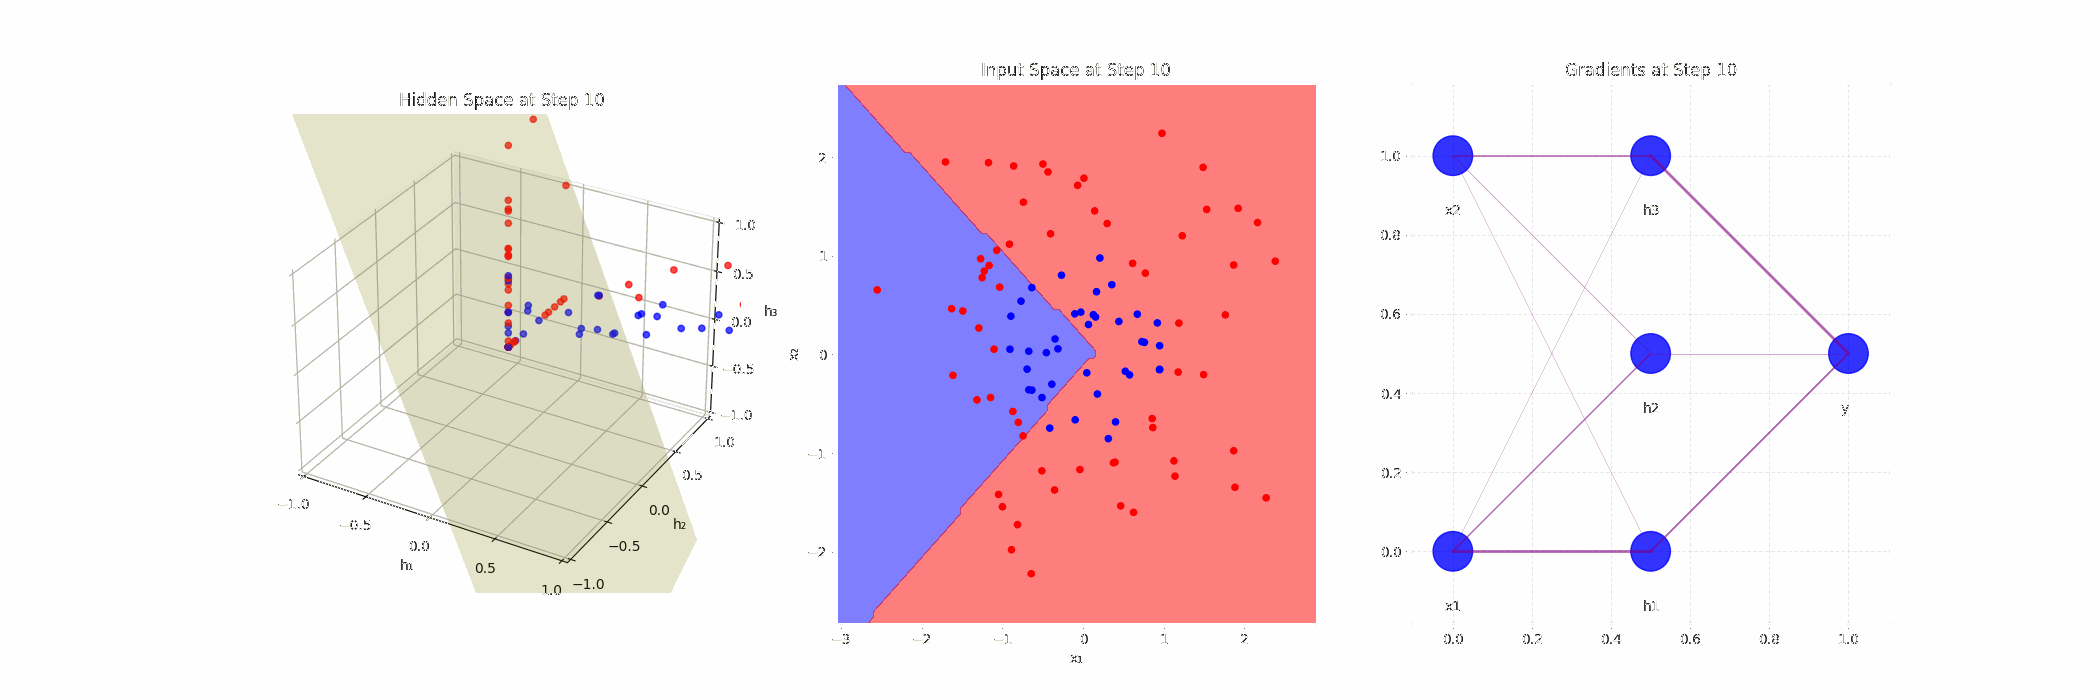 Hidden Space at Step 10
1.0
0.5
0.0
−0.5
−1.0
h₃
1.0
0.5
0.0
−0.5
−1.0
h₂
−1.0
−0.5
0.0
0.5
1.0
h₁
Input Space at Step 10
2
1
0
−1
−2
x₂
−3
−2
−1
0
1
2
x₁
Gradients at Step 10
1.0
0.8
0.6
0.4
0.2
0.0
x2
h3
h2
y
x1
h1
0.0
0.2
0.4
0.6
0.8
1.0